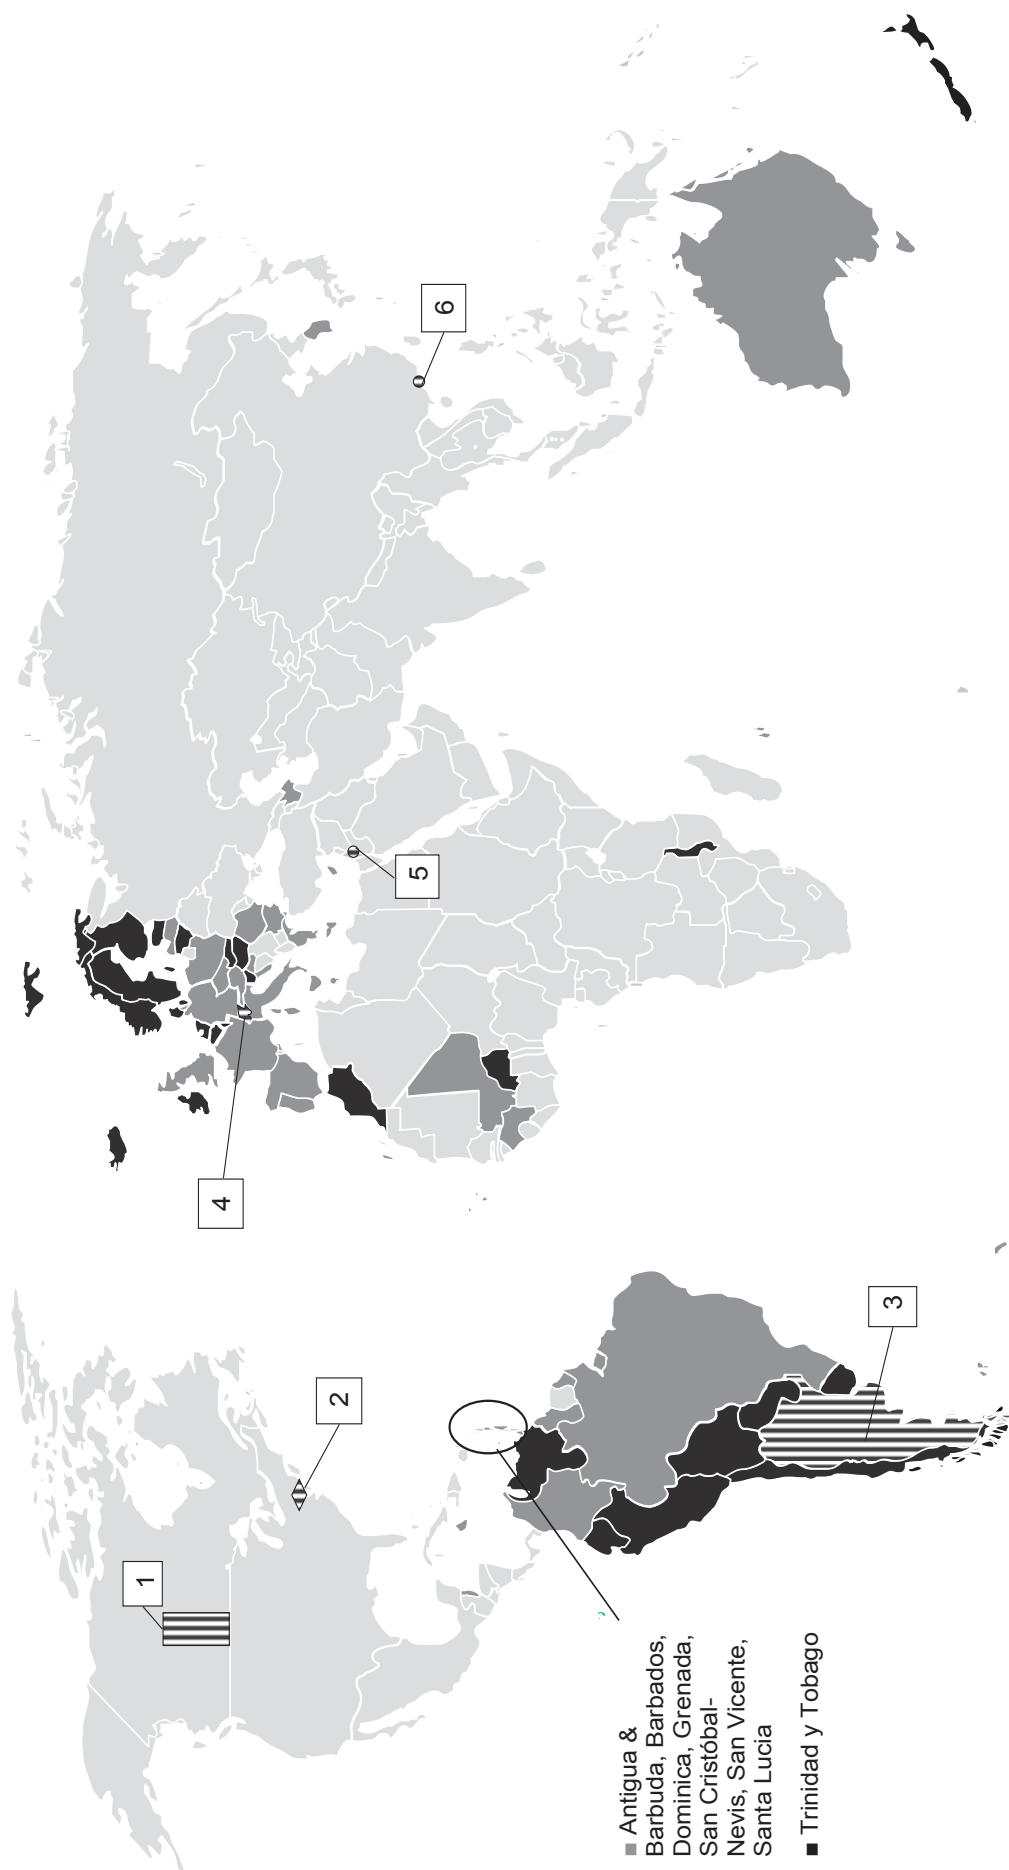 1
2
3
4
5
6
Antigua &
Barbuda, Barbados,
Dominica, Grenada,
San Cristóbal-
Nevis, San Vicente,
Santa Lucia
Trinidad y Tobago